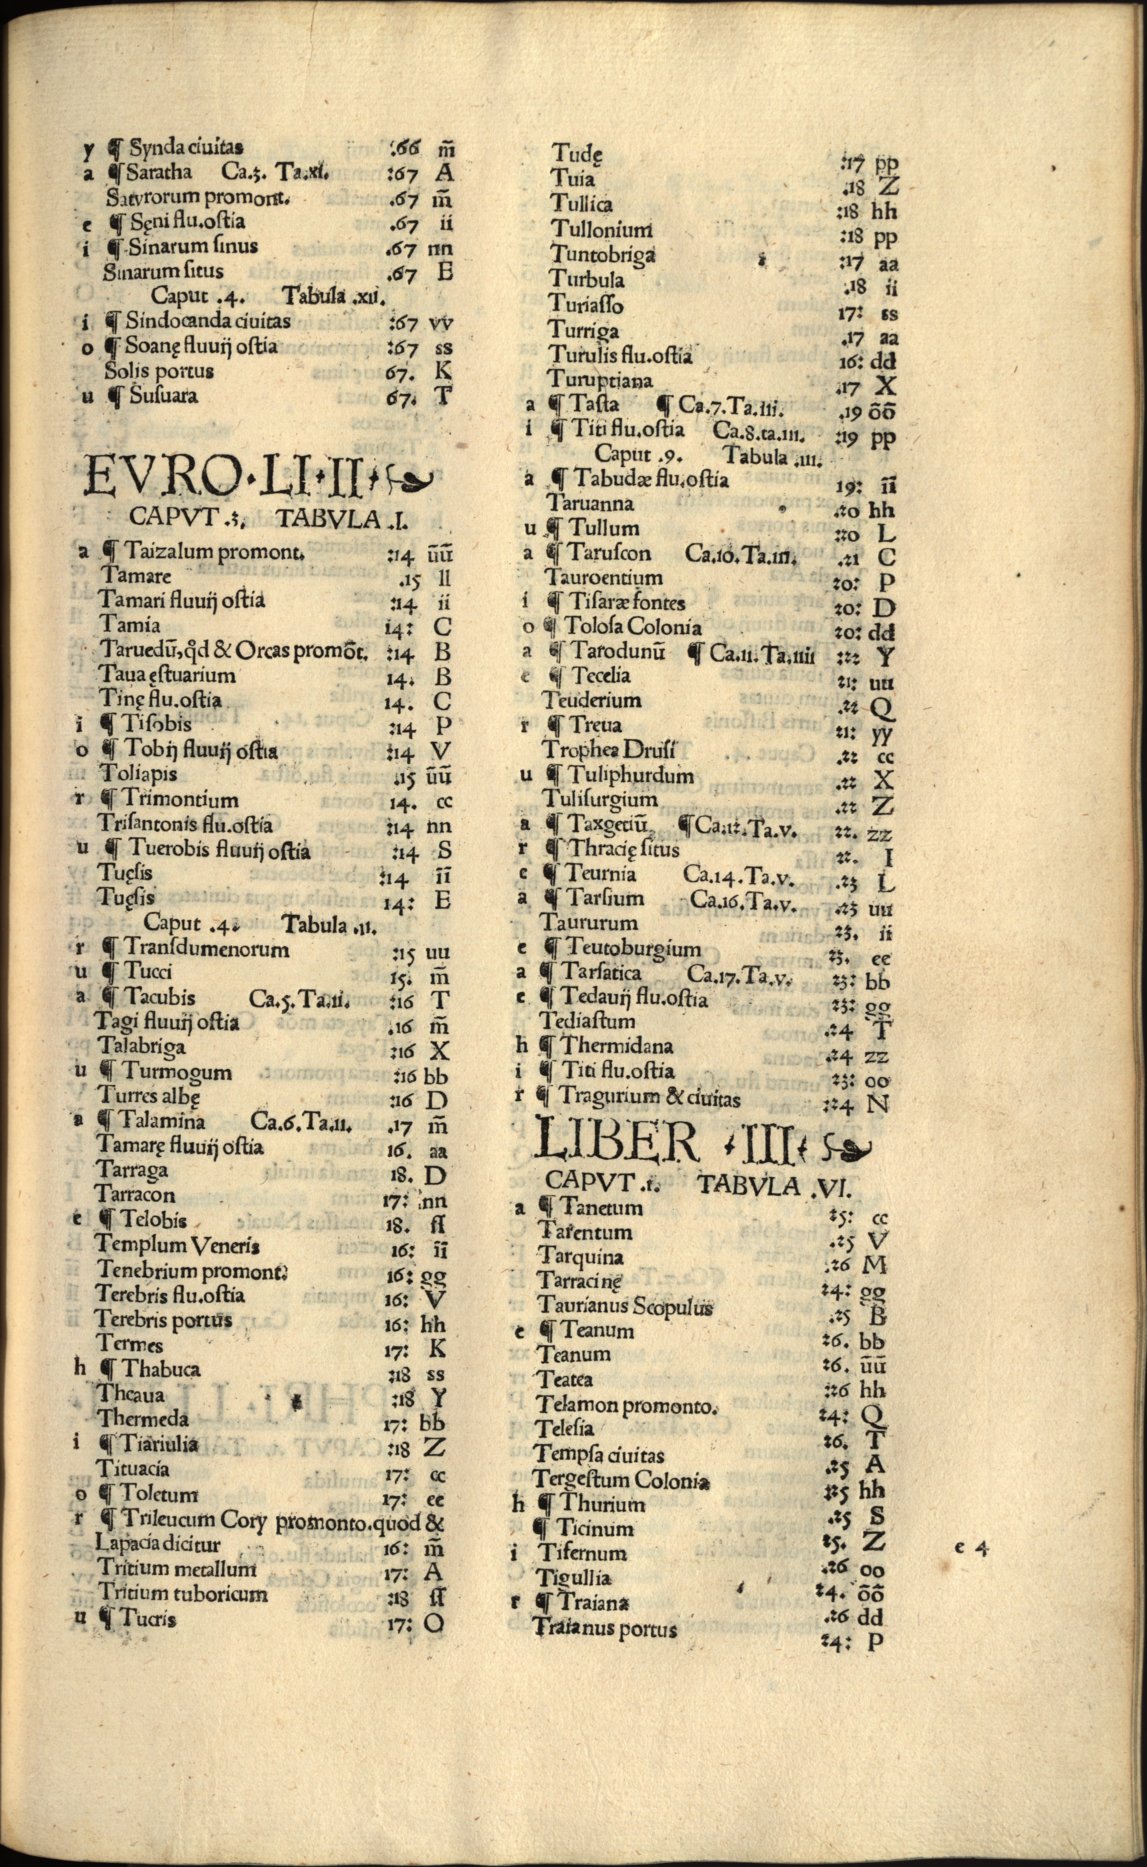 y ¶ Synda ciuitas :66 m̄
a ¶ Saratha Ca.3. Ta.xi. :67 A
Satyrorum promont. .67 m̄
e ¶ Sęni flu.ostia .67 ii
i ¶ Sinarum sinus .67 nn
Sinarum situs .67 E
Caput .4. Tabula .xii.
i ¶ Sindocanda ciuitas :67 vv
o ¶ Soanę fluuij ostia :67 ss
Solis portus 67. K
u ¶ Susuara 67. T
EVRO·LI·II·
CAPVT .3. TABVLA .I.
a ¶ Taizalum promont. :14 ūū
Tamare .15 ll
Tamari fluuij ostia :14 ii
Tamia 14: C
Taruedū, qđ & Orcas promōt. :14 B
Taua ęstuarium 14. B
Tinę flu.ostia 14. C
i ¶ Tisobis :14 P
o ¶ Tobij fluuij ostia :14 V
Toliapis .15 ūū
r ¶ Trimontium 14. cc
Trisantonis flu.ostia :14 nn
u ¶ Tuerobis fluuij ostia :14 S
Tuęsis :14 īī
Tuęsis 14: E
Caput .4. Tabula .ii.
r ¶ Transdumenorum :15 uu
u ¶ Tucci 15. m̄
a ¶ Tacubis Ca.5.Ta.ii. :16 T
Tagi fluuij ostia .16 m̄
Talabriga :16 X
u ¶ Turmogum :16 bb
Turres albę :16 D
a ¶ Talamina Ca.6.Ta.ii. .17 m̄
Tamarę fluuij ostia 16. aa
Tarraga 18. D
Tarracon 17: nn
e ¶ Telobis 18. ff
Templum Veneris 16: īī
Tenebrium promont. 16: gg
Terebris flu.ostia 16: V
Terebris portus 16: hh
Termes 17: K
h ¶ Thabuca :18 ss
Theaua :18 Y
Thermeda 17: bb
i ¶ Tiariulia :18 Z
Tituacia 17: cc
o ¶ Toletum 17: ee
r ¶ Trileucum Cory promonto.quod &
Lapacia dicitur 16: m̄
Tritium metallum 17: A
Tritium tuboricum :18 ff
u ¶ Tucris 17: O
Tudę :17 pp
Tuia .18 Z
Tullica :18 hh
Tullonium :18 pp
Tuntobriga :17 aa
Turbula .18 ii
Turiasso 17: ss
Turriga .17 aa
Turulis flu.ostia 16: dd
Turuptiana .17 X
a ¶ Tasta ¶ Ca.7.Ta.iii. .19 ōō
i ¶ Titi flu.ostia Ca.8.ta.iii. :19 pp
Caput .9. Tabula .iii.
a ¶ Tabudæ flu.ostia 19: īī
Taruanna .20 hh
u ¶ Tullum :20 L
a ¶ Taruscon Ca.10.Ta.iii. .21 C
Tauroentium 20: P
i ¶ Tisaræ fontes 20: D
o ¶ Tolosa Colonia 20: dd
a ¶ Tarodunū ¶ Ca.11.Ta.iiii :22 Y
e ¶ Tecelia 21: uu
Teuderium .22 Q
r ¶ Treua 21: yy
Trophea Drusi .22 cc
u ¶ Tuliphurdum .22 X
Tulisurgium .22 Z
a ¶ Taxgetiū ¶ Ca.12.Ta.v. 22. zz
r ¶ Thracię situs 22. I
e ¶ Teurnia Ca.14.Ta.v. .23 L
a ¶ Tarsium Ca.16.Ta.v. .23 uu
Taururum 23. ii
e ¶ Teutoburgium 23. ee
a ¶ Tarsatica Ca.17.Ta.v. 23: bb
e ¶ Tedauij flu.ostia 23: gg
Tediastum .24 T
h ¶ Thermidana .24 zz
i ¶ Titi flu.ostia 23: oo
r ¶ Tragurium & ciuitas :24 N
LIBER ·III·
CAPVT .1. TABVLA .VI.
a ¶ Tanetum 25: cc
Tarentum .25 V
Tarquina .26 M
Tarracinę 24: gg
Taurianus Scopulus .25 B
e ¶ Teanum 26. bb
Teanum 26. ūū
Teatea :26 hh
Telamon promonto. 24: Q
Telesia 26. T
Tempsa ciuitas .25 A
Tergestum Colonia :25 hh
h ¶ Thurium .25 S
¶ Ticinum 25. Z
i Tifernum .26 oo
Tigullia 24. ōō
r ¶ Traiana .26 dd
Traianus portus 24: P
e 4